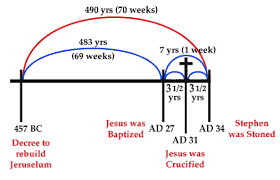 490 yrs (70 weeks)
483 yrs
(69 weeks)
7 yrs (1 week)
3 1/2
yrs
3 1/2
yrs
457 BC
Decree to
rebuild
Jeruselum
Jesus was
Baptized
AD 27
AD 31
Jesus was
Crucified
AD 34
Stephen
was Stoned